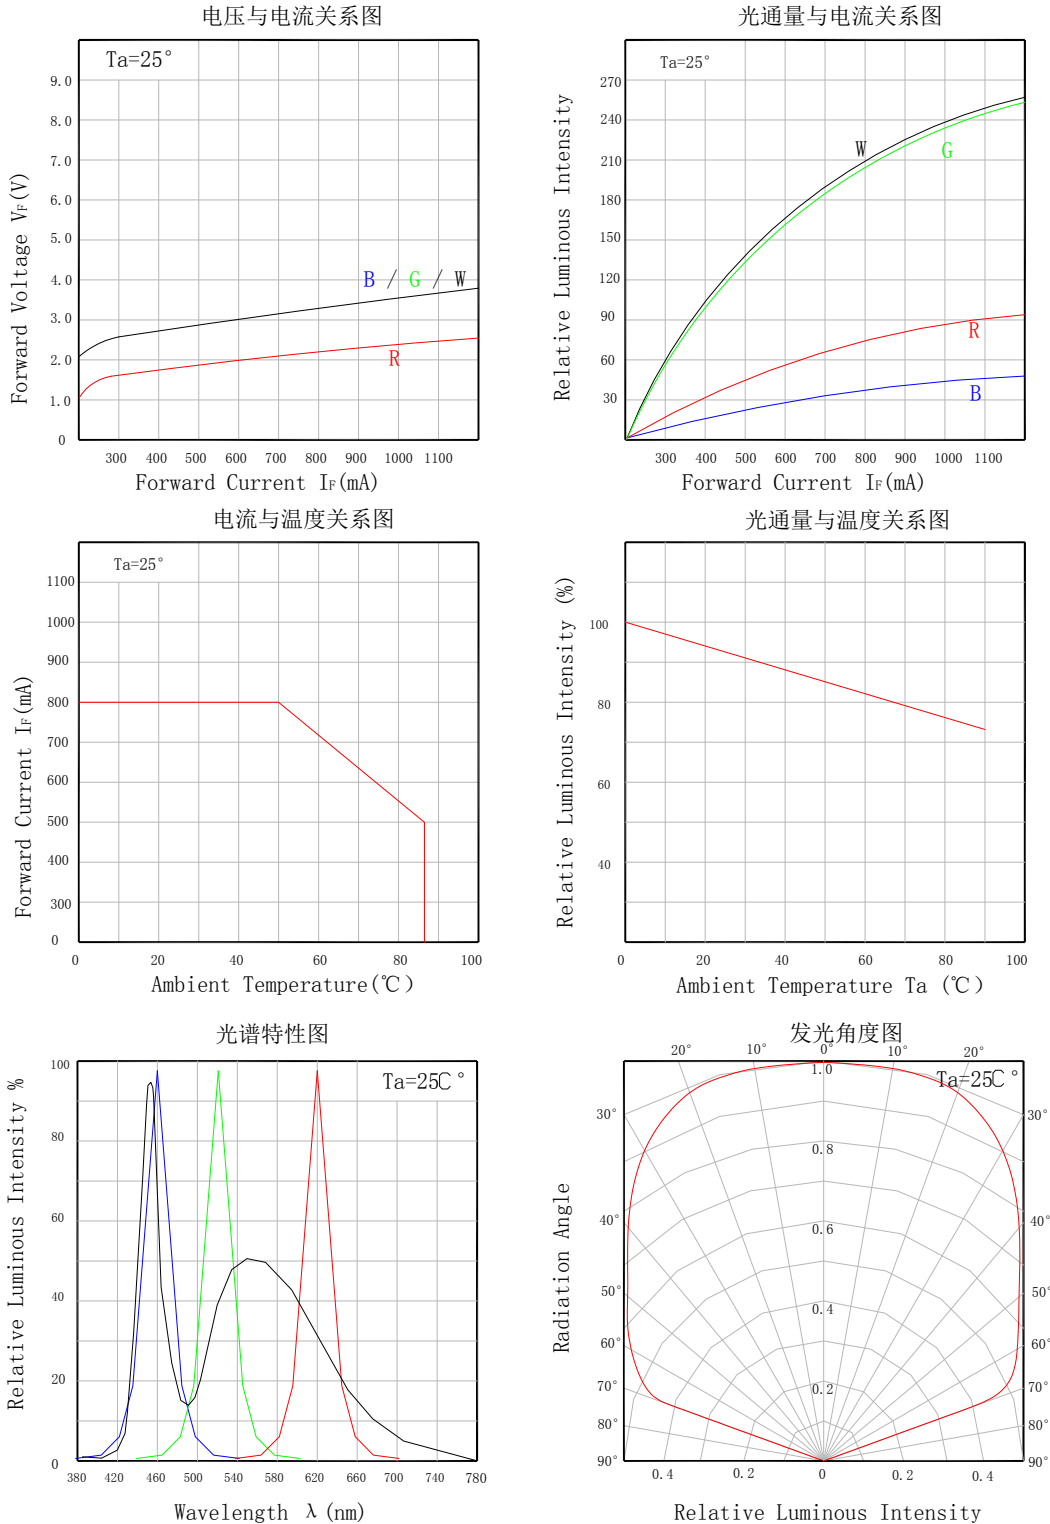 电压与电流关系图
Ta=25°
9.0
8.0
7.0
6.0
5.0
4.0
3.0
2.0
1.0
0
Forward Voltage VF(V)
B / G / W
R
300 400 500 600 700 800 900 1000 1100
Forward Current IF(mA)
光通量与电流关系图
Ta=25°
270
240
210
180
150
120
90
60
30
Relative Luminous Intensity
W
G
R
B
300 400 500 600 700 800 900 1000 1100
Forward Current IF(mA)
电流与温度关系图
Ta=25°
1100
1000
900
800
700
600
500
400
300
0
Forward Current IF(mA)
0 20 40 60 80 100
Ambient Temperature(℃)
光通量与温度关系图
100
80
60
40
Relative Luminous Intensity (%)
0 20 40 60 80 100
Ambient Temperature Ta (℃)
光谱特性图
Ta=25C°
100
80
60
40
20
0
Relative Luminous Intensity %
380 420 460 500 540 580 620 660 700 740 780
Wavelength λ (nm)
发光角度图
20° 10° 0° 10° 20°
Ta=25C°
1.0
30° 30°
0.8
40° 40°
0.6
50° 50°
0.4
60° 60°
70° 70°
0.2
80° 80°
90° 90°
Radiation Angle
0.4 0.2 0 0.2 0.4
Relative Luminous Intensity